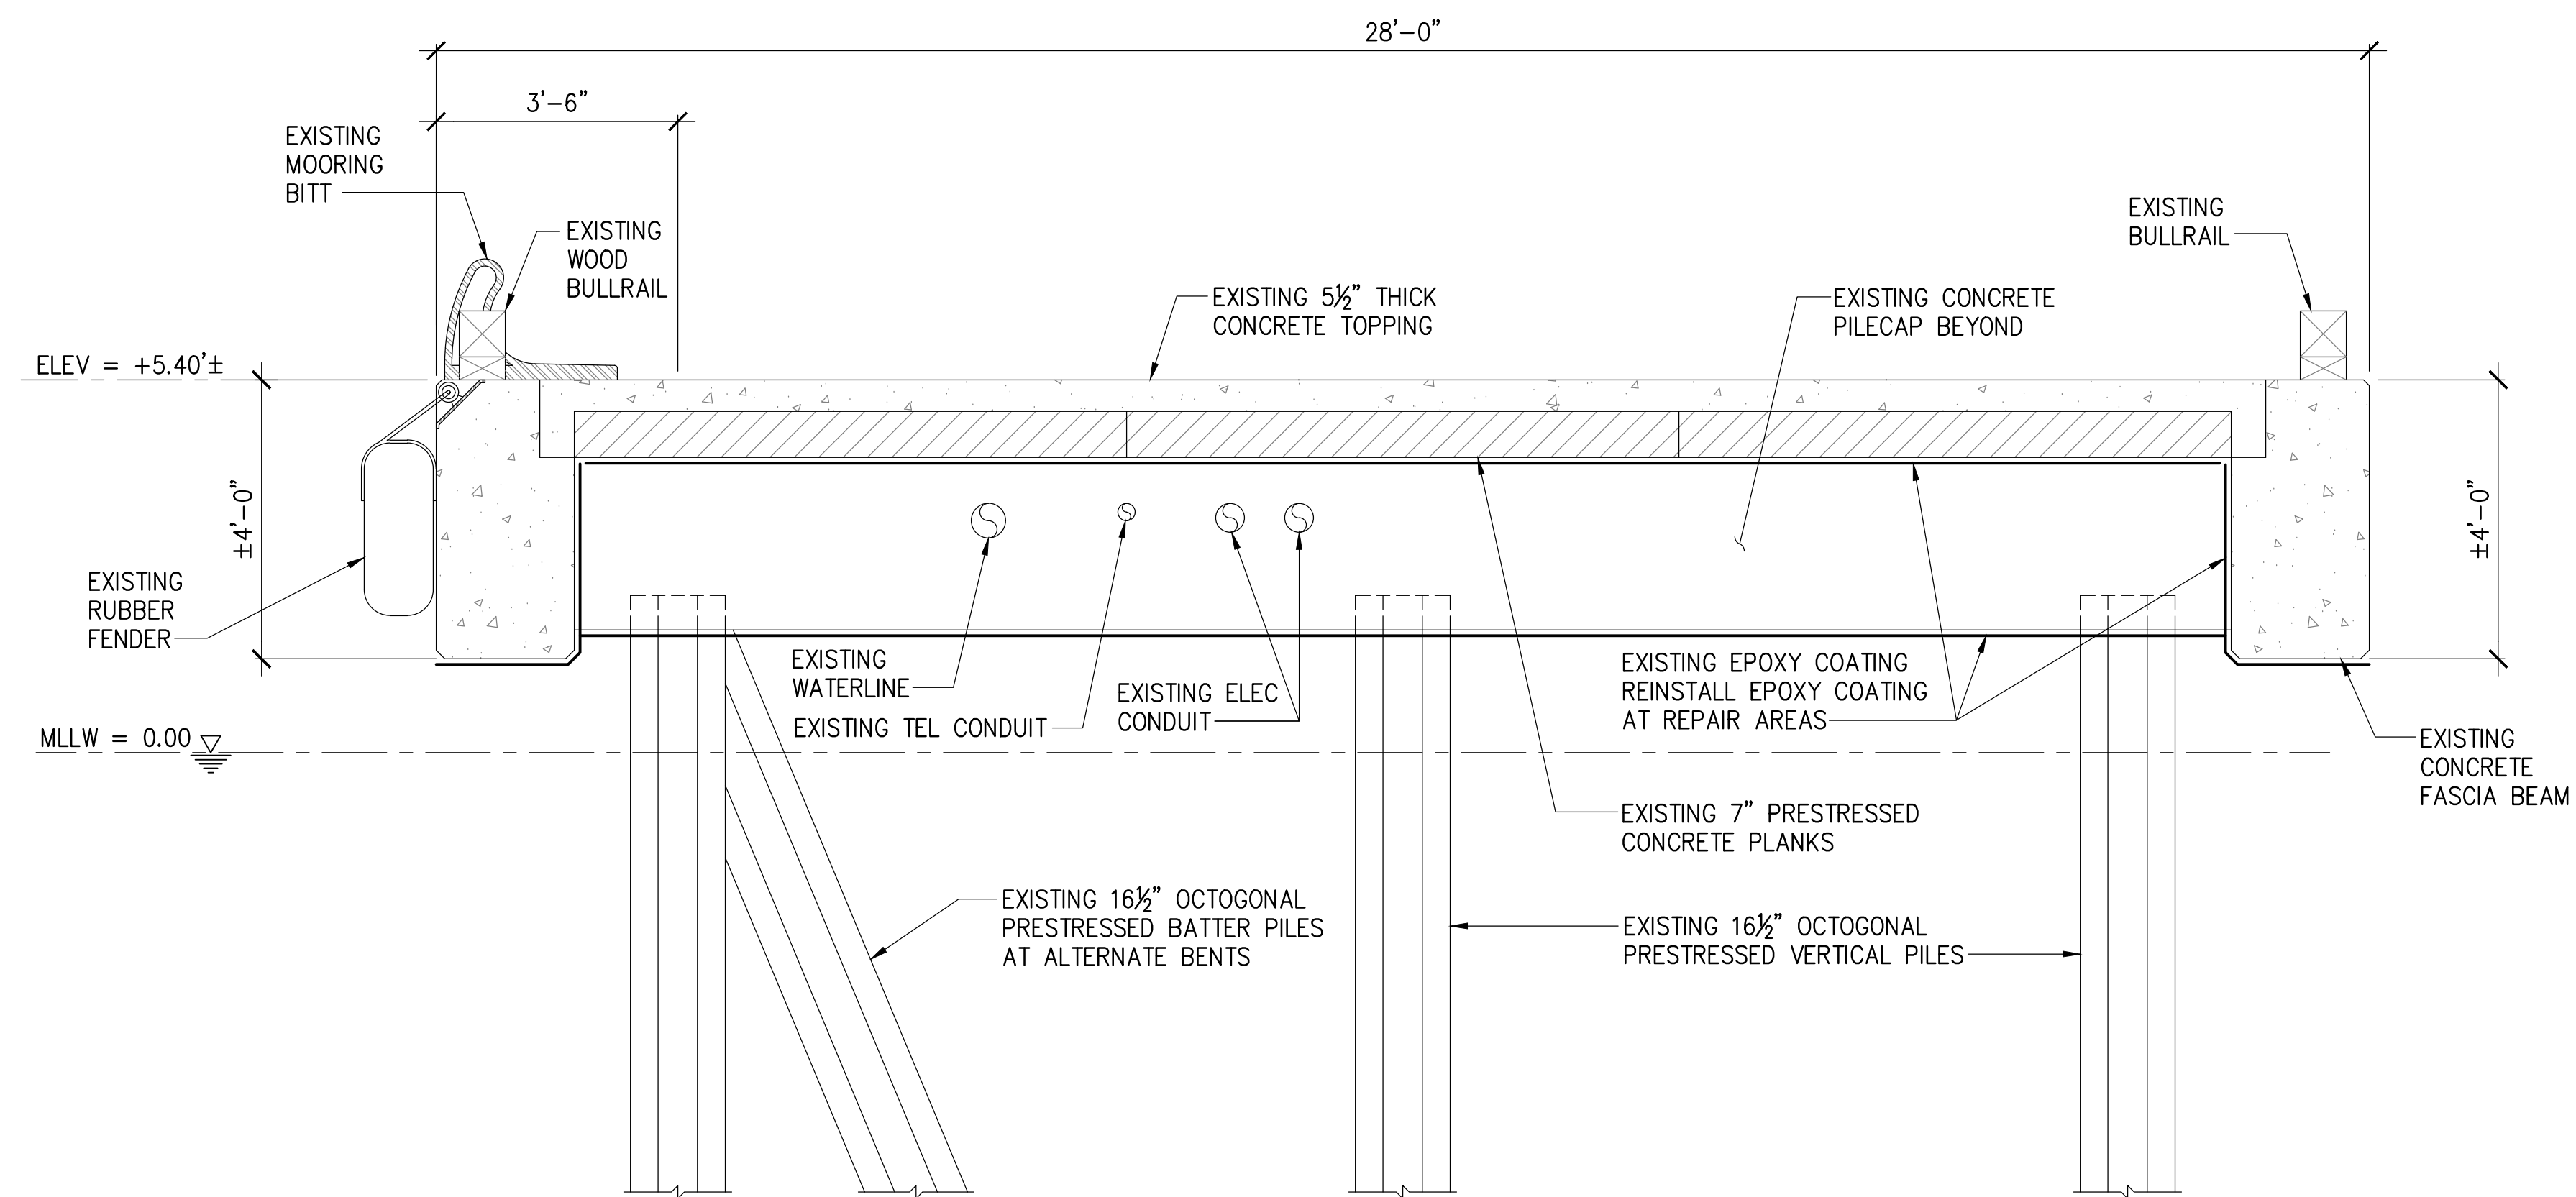 28'-0"
3'-6"
EXISTING
MOORING
BITT
EXISTING
WOOD
BULLRAIL
EXISTING
BULLRAIL
EXISTING 5½" THICK
CONCRETE TOPPING
EXISTING CONCRETE
PILECAP BEYOND
ELEV = +5.40'±
±4'-0"
±4'-0"
EXISTING
RUBBER
FENDER
EXISTING
WATERLINE
EXISTING TEL CONDUIT
EXISTING ELEC
CONDUIT
EXISTING EPOXY COATING
REINSTALL EPOXY COATING
AT REPAIR AREAS
MLLW = 0.00
EXISTING
CONCRETE
FASCIA BEAM
EXISTING 7" PRESTRESSED
CONCRETE PLANKS
EXISTING 16½" OCTOGONAL
PRESTRESSED BATTER PILES
AT ALTERNATE BENTS
EXISTING 16½" OCTOGONAL
PRESTRESSED VERTICAL PILES